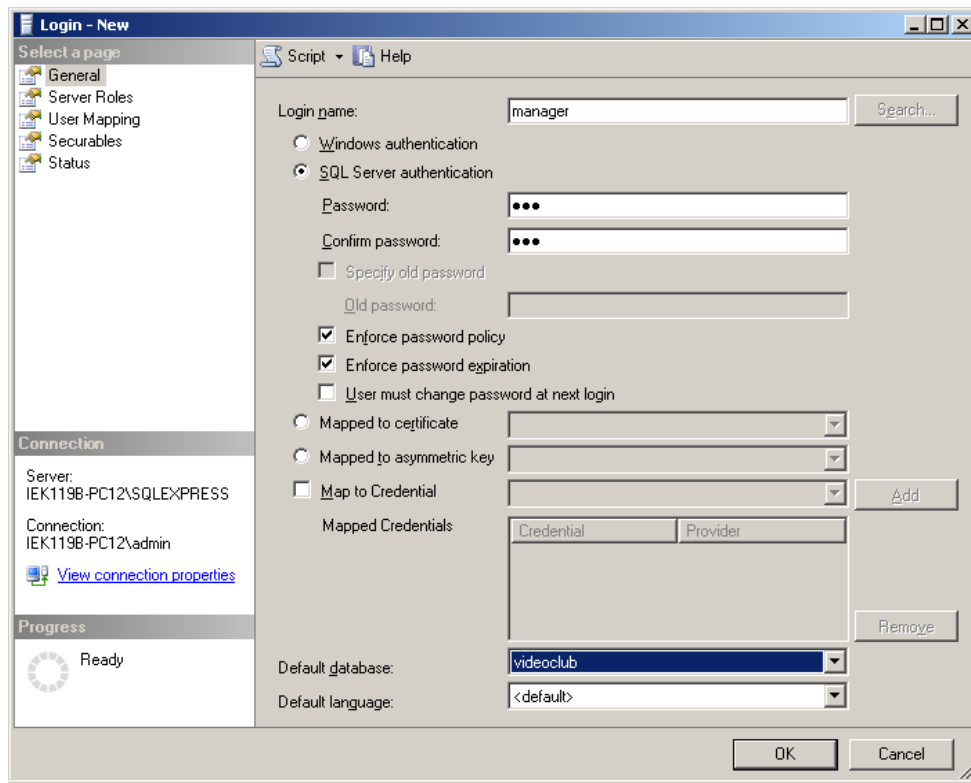 Login - New
Select a page
General
Server Roles
User Mapping
Securables
Status
Script Help
Login name: manager Search...
Windows authentication
SQL Server authentication
Password: ●●●
Confirm password: ●●●
Specify old password
Old password:
Enforce password policy
Enforce password expiration
User must change password at next login
Mapped to certificate
Mapped to asymmetric key
Map to Credential Add
Mapped Credentials Credential Provider
Remove
Default database: videoclub
Default language: <default>
Connection
Server:
IEK119B-PC12\SQLEXPRESS
Connection:
IEK119B-PC12\admin
View connection properties
Progress
Ready
OK Cancel